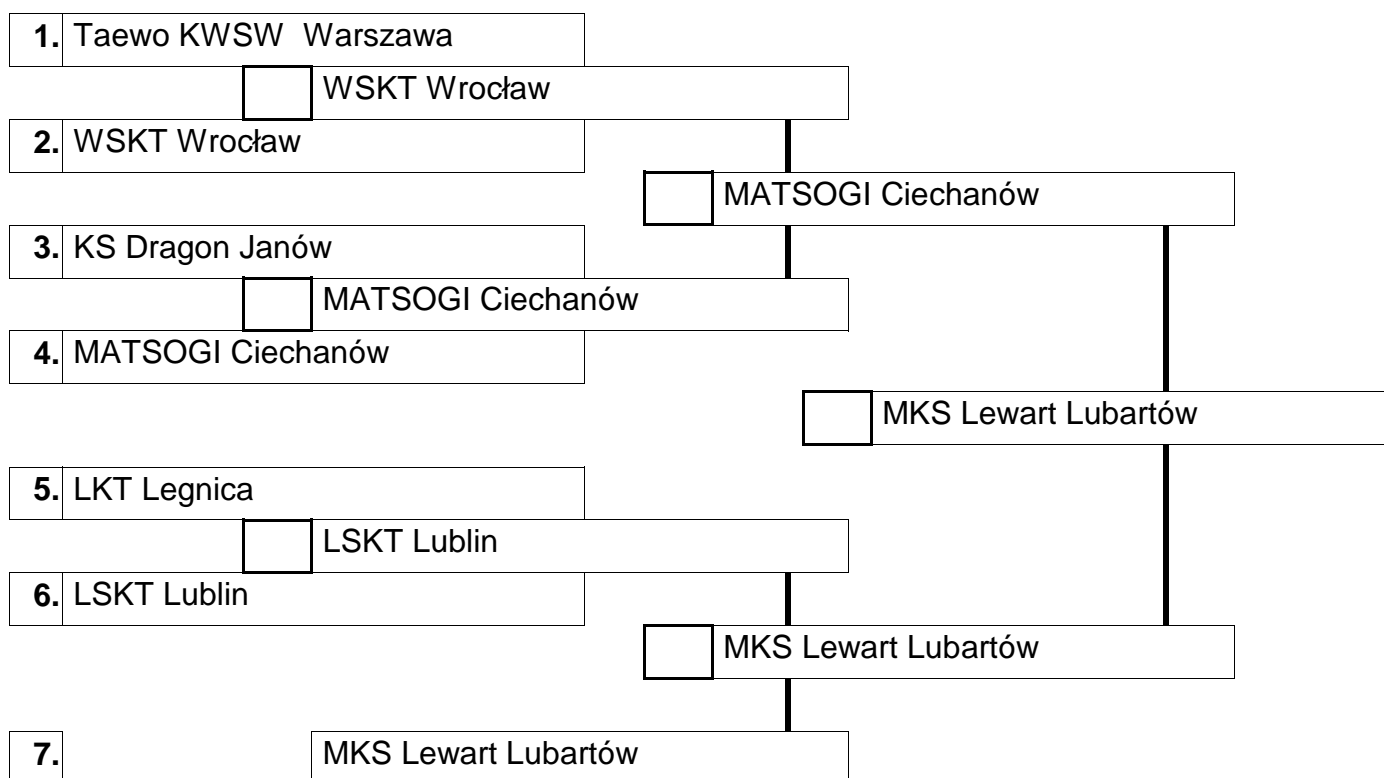 1. Taewo KWSW  Warszawa
WSKT Wrocław
2. WSKT Wrocław
MATSOGI Ciechanów
3. KS Dragon Janów
MATSOGI Ciechanów
4. MATSOGI Ciechanów
MKS Lewart Lubartów
5. LKT Legnica
LSKT Lublin
6. LSKT Lublin
MKS Lewart Lubartów
7. MKS Lewart Lubartów